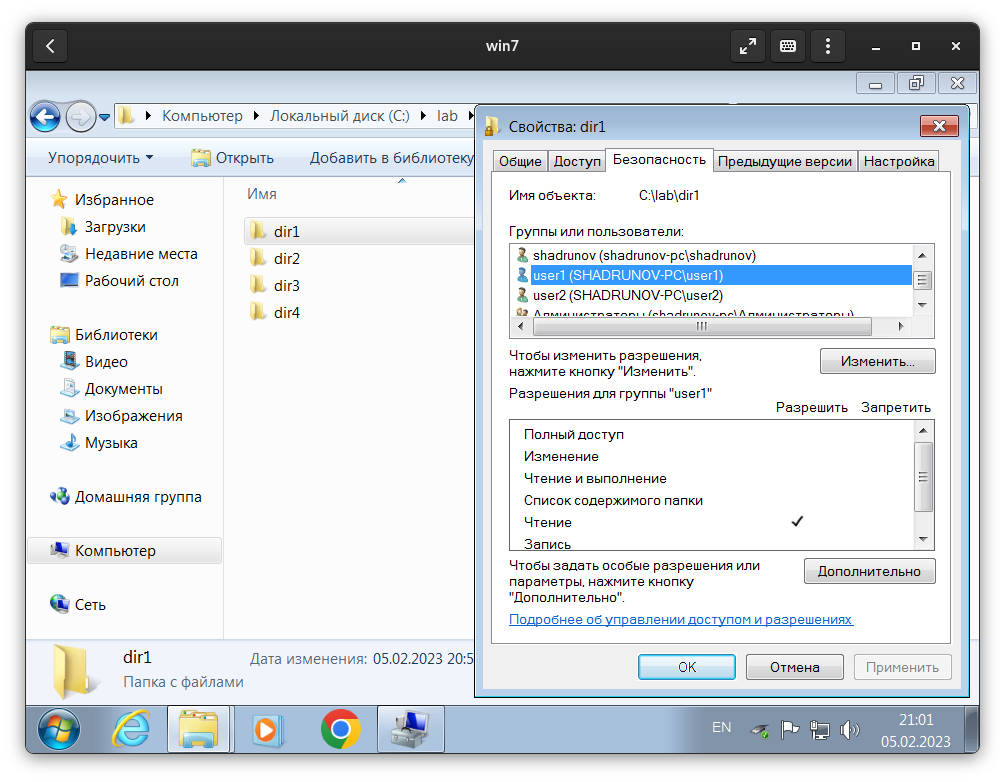 win7
Компьютер
Локальный диск (C:)
lab
Упорядочить
Открыть
Добавить в библиотеку
Избранное
Загрузки
Недавние места
Рабочий стол
Библиотеки
Видео
Документы
Изображения
Музыка
Домашняя группа
Компьютер
Сеть
Имя
dir1
dir2
dir3
dir4
Свойства: dir1
Общие
Доступ
Безопасность
Предыдущие версии
Настройка
Имя объекта: C:\lab\dir1
Группы или пользователи:
shadrunov (shadrunov-pc\shadrunov)
user1 (SHADRUNOV-PC\user1)
user2 (SHADRUNOV-PC\user2)
Администраторы (shadrunov-pc\Администраторы)
Чтобы изменить разрешения,
нажмите кнопку "Изменить".
Изменить...
Разрешения для группы "user1"
Разрешить Запретить
Полный доступ
Изменение
Чтение и выполнение
Список содержимого папки
Чтение
Запись
Чтобы задать особые разрешения или
параметры, нажмите кнопку
"Дополнительно".
Дополнительно
Подробнее об управлении доступом и разрешениях
OK
Отмена
Применить
dir1
Дата изменения: 05.02.2023 20:5
Папка с файлами
EN
21:01
05.02.2023